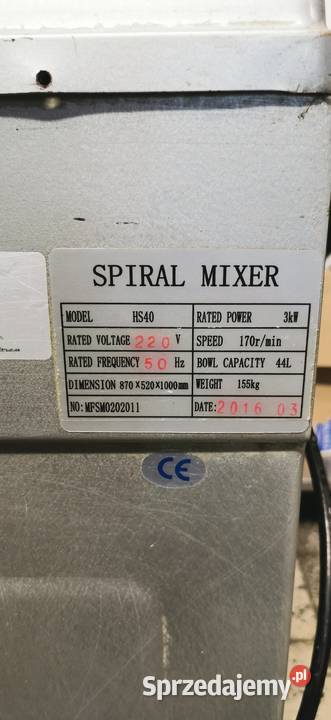 SPIRAL MIXER
MODEL HS40 RATED POWER 3kW
RATED VOLTAGE 220 V SPEED 170r/min
RATED FREQUENCY 50 Hz BOWL CAPACITY 44L
DIMENSION 870×520×1000mm WEIGHT 155kg
NO: MFSM0202011 DATE: 2016 03
CE
Sprzedajemy.pl